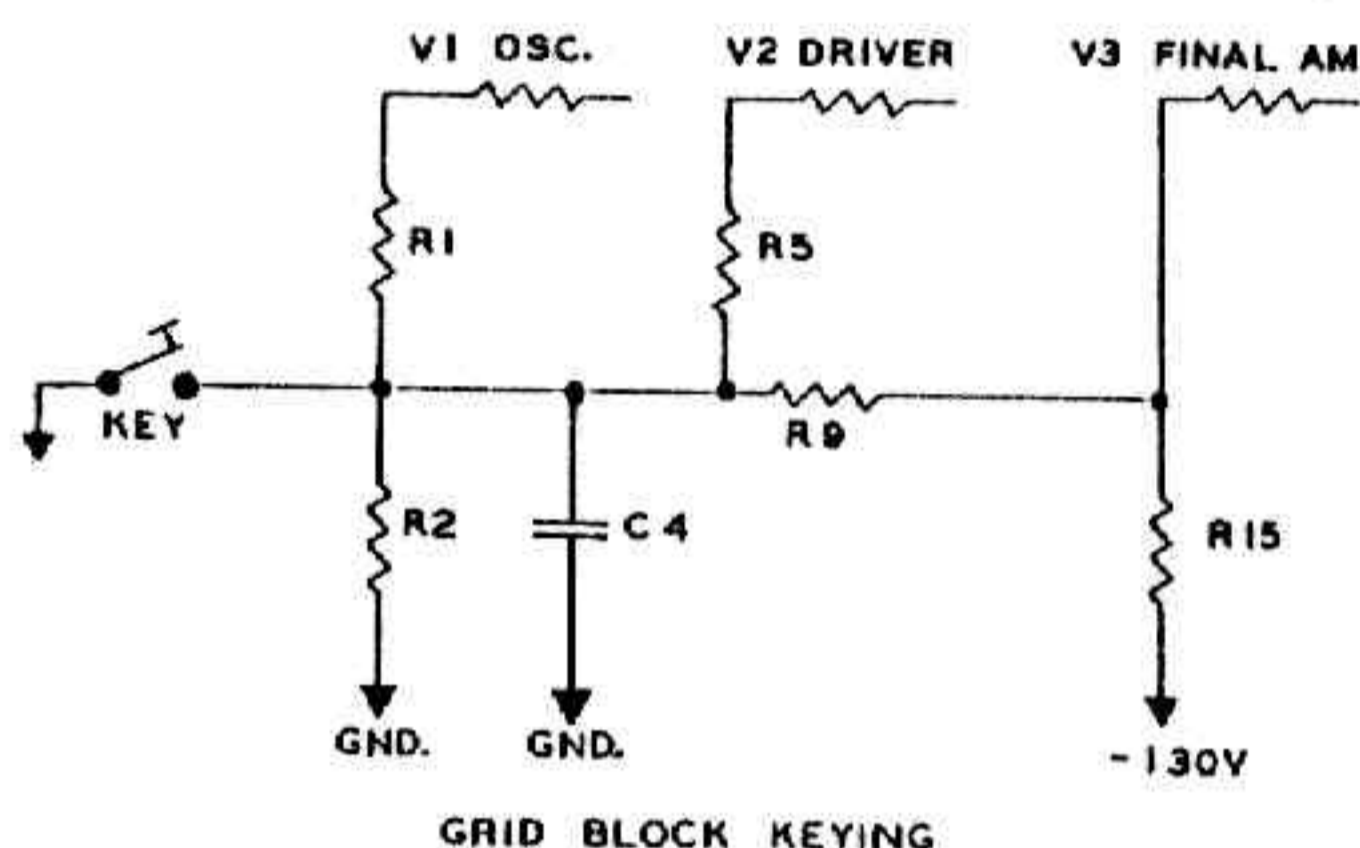 V1 OSC.
V2 DRIVER
V3 FINAL AM
R1
R5
KEY
R9
R2
C4
R15
GND.
GND.
-130V
GRID BLOCK KEYING